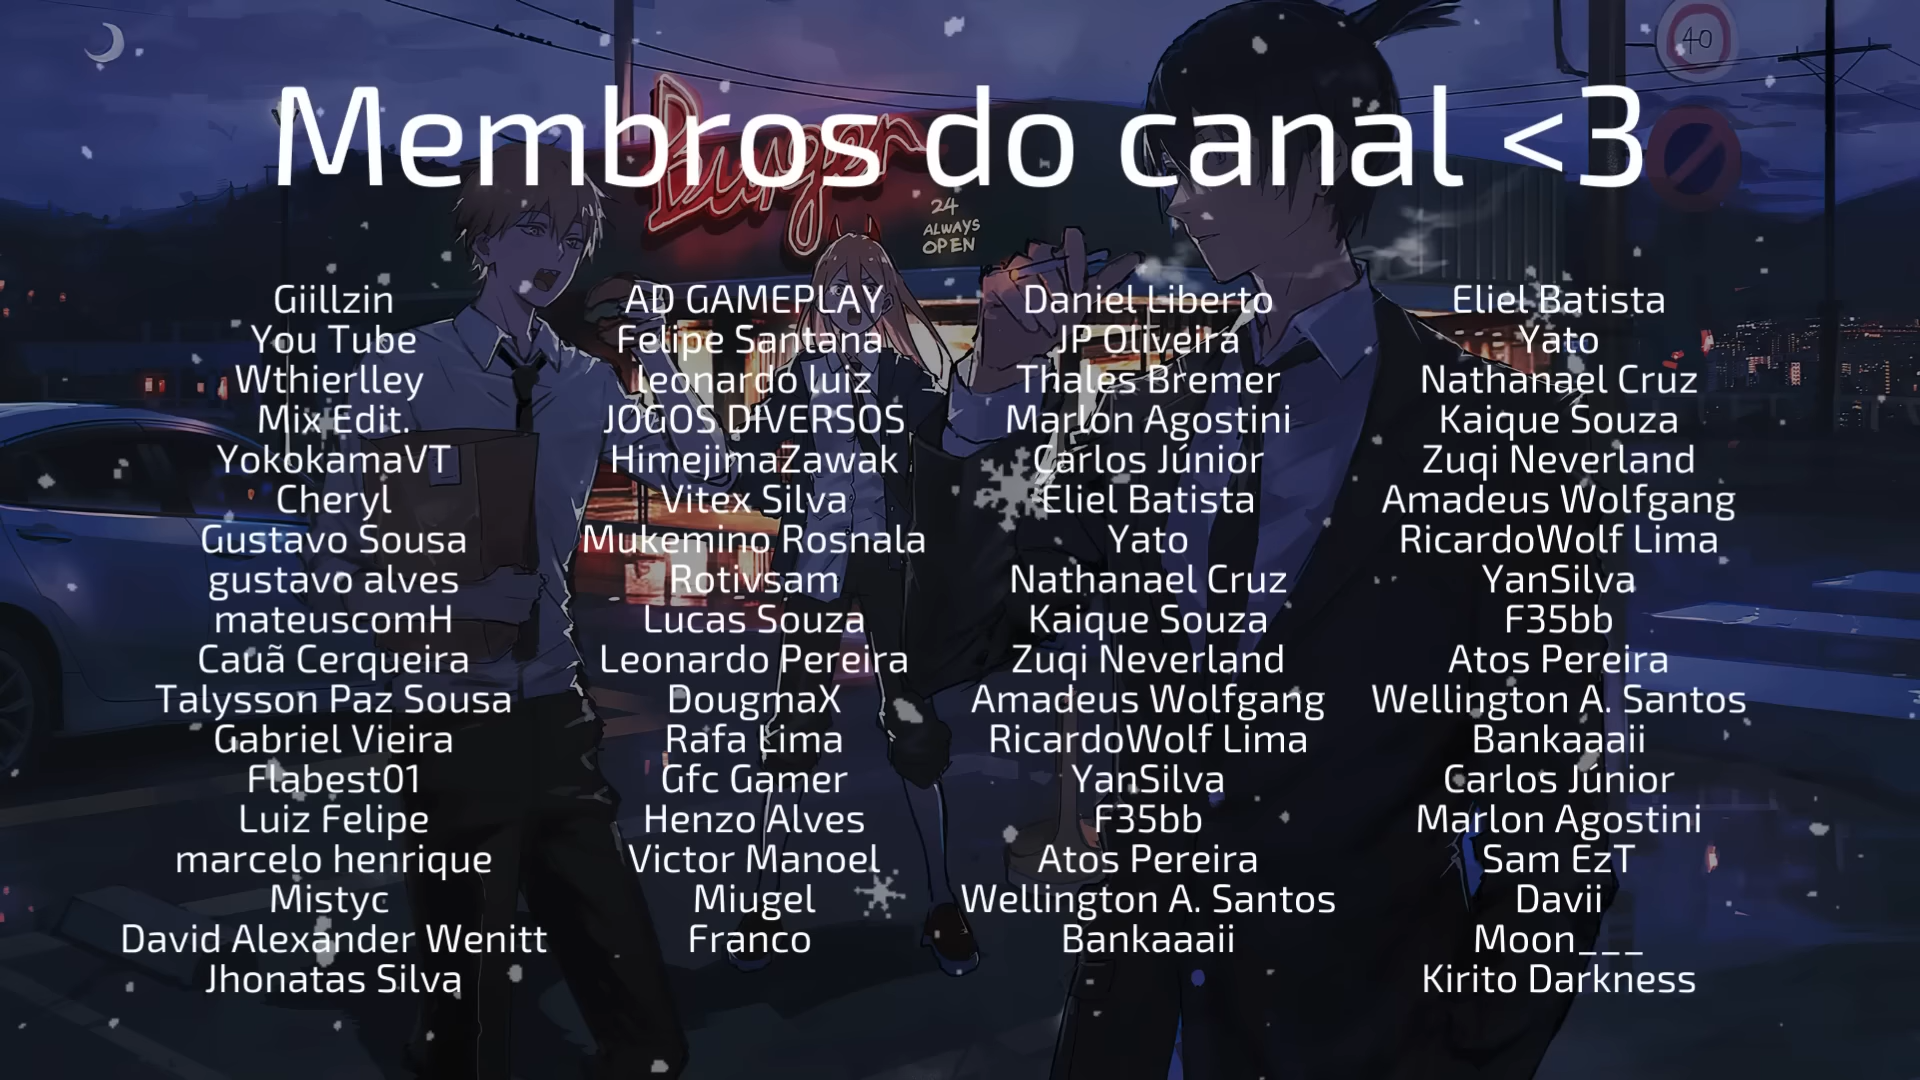 Membros do canal <3
Burger
24
ALWAYS
OPEN
40
Giillzin
You Tube
Wthierlley
Mix Edit.
YokokamaVT
Cheryl
Gustavo Sousa
gustavo alves
mateuscomH
Cauã Cerqueira
Talysson Paz Sousa
Gabriel Vieira
Flabest01
Luiz Felipe
marcelo henrique
Mistyc
David Alexander Wenitt
Jhonatas Silva
AD GAMEPLAY
Felipe Santana
leonardo luiz
JOGOS DIVERSOS
HimejimaZawak
Vitex Silva
Mukemino Rosnala
Rotivsam
Lucas Souza
Leonardo Pereira
DougmaX
Rafa Lima
Gfc Gamer
Henzo Alves
Victor Manoel
Miugel
Franco
Daniel Liberto
JP Oliveira
Thales Bremer
Marlon Agostini
Carlos Júnior
Eliel Batista
Yato
Nathanael Cruz
Kaique Souza
Zuqi Neverland
Amadeus Wolfgang
RicardoWolf Lima
YanSilva
F35bb
Atos Pereira
Wellington A. Santos
Bankaaaii
Eliel Batista
Yato
Nathanael Cruz
Kaique Souza
Zuqi Neverland
Amadeus Wolfgang
RicardoWolf Lima
YanSilva
F35bb
Atos Pereira
Wellington A. Santos
Bankaaaii
Carlos Júnior
Marlon Agostini
Sam EzT
Davii
Moon___
Kirito Darkness